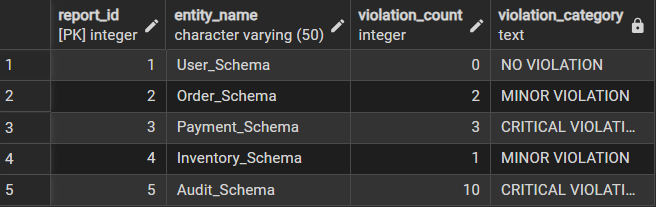 report_id entity_name violation_count violation_category
[PK] integer character varying (50) integer text
1 1 User_Schema 0 NO VIOLATION
2 2 Order_Schema 2 MINOR VIOLATION
3 3 Payment_Schema 3 CRITICAL VIOLATI...
4 4 Inventory_Schema 1 MINOR VIOLATION
5 5 Audit_Schema 10 CRITICAL VIOLATI...